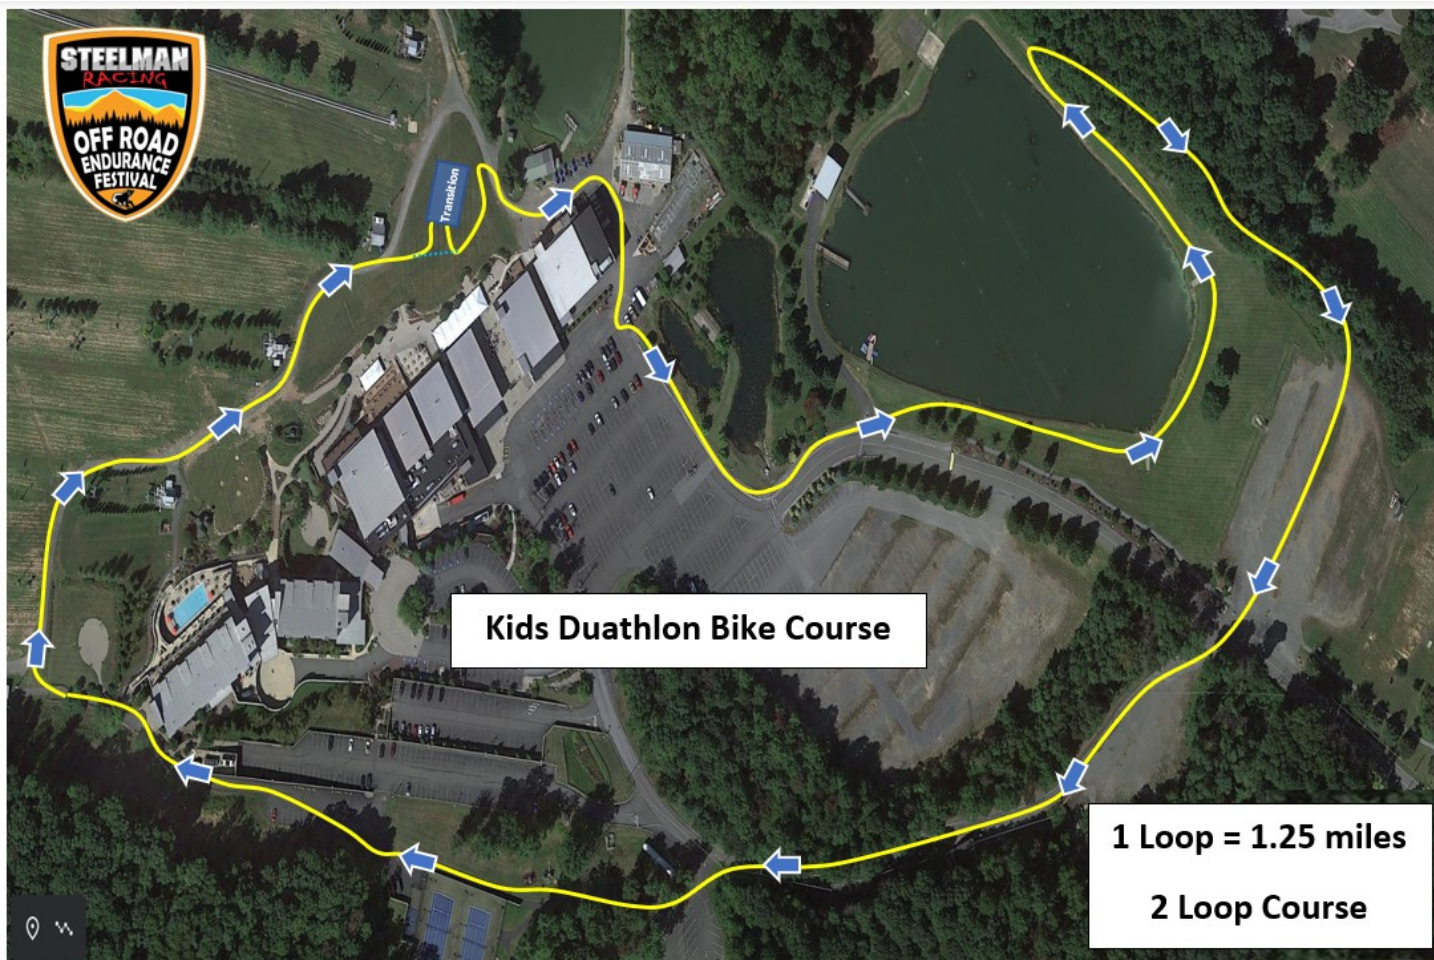 STEELMAN
RACING
OFF ROAD
ENDURANCE
FESTIVAL
Transition
Kids Duathlon Bike Course
1 Loop = 1.25 miles
2 Loop Course